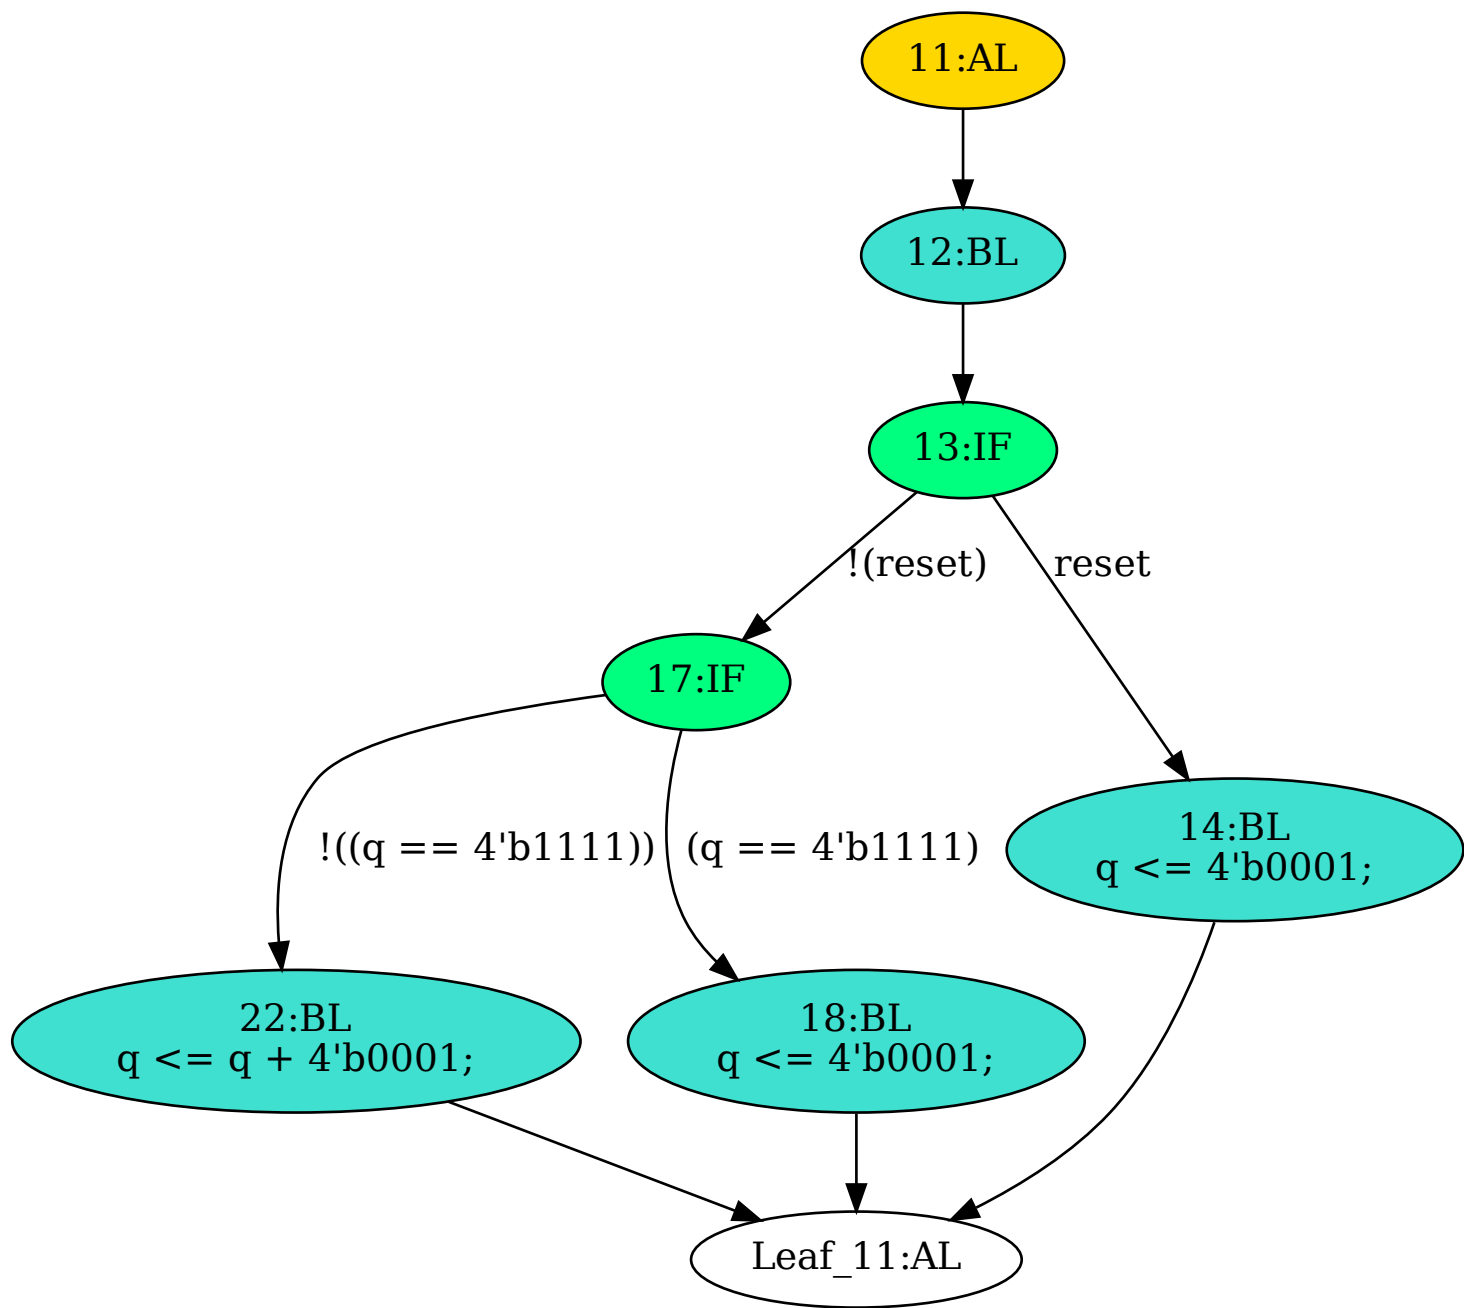 11:AL
12:BL
13:IF
!(reset)
reset
17:IF
!((q == 4'b1111))
(q == 4'b1111)
14:BL
q <= 4'b0001;
22:BL
q <= q + 4'b0001;
18:BL
q <= 4'b0001;
Leaf_11:AL